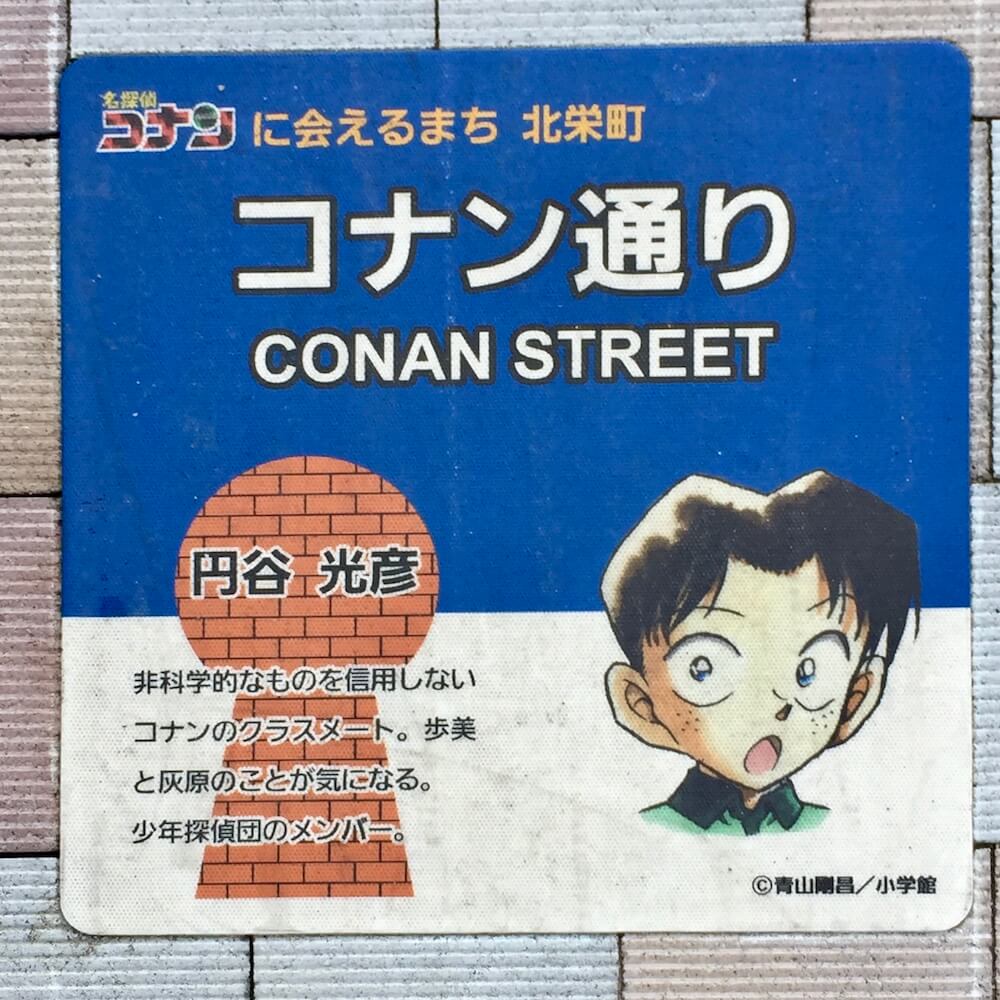 名探偵
コナン に会えるまち 北栄町
コナン通り
CONAN STREET
円谷 光彦
非科学的なものを信用しない
コナンのクラスメート。歩美
と灰原のことが気になる。
少年探偵団のメンバー。
©青山剛昌／小学館